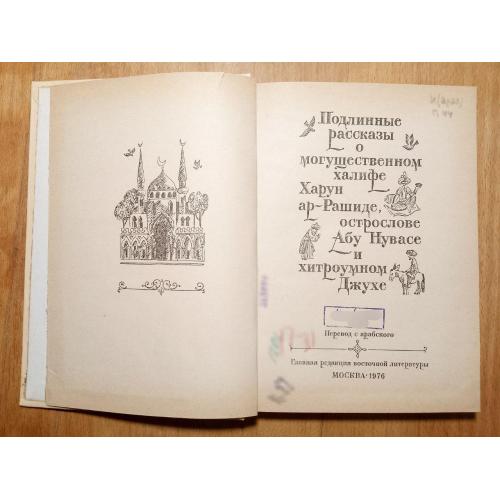 Подлинные
рассказы
о
могущественном
халифе
Харун
ар-Рашиде,
острослове
Абу Нувасе
и
хитроумном
Джухе
Перевод с арабского
Главная редакция восточной литературы
МОСКВА·1976